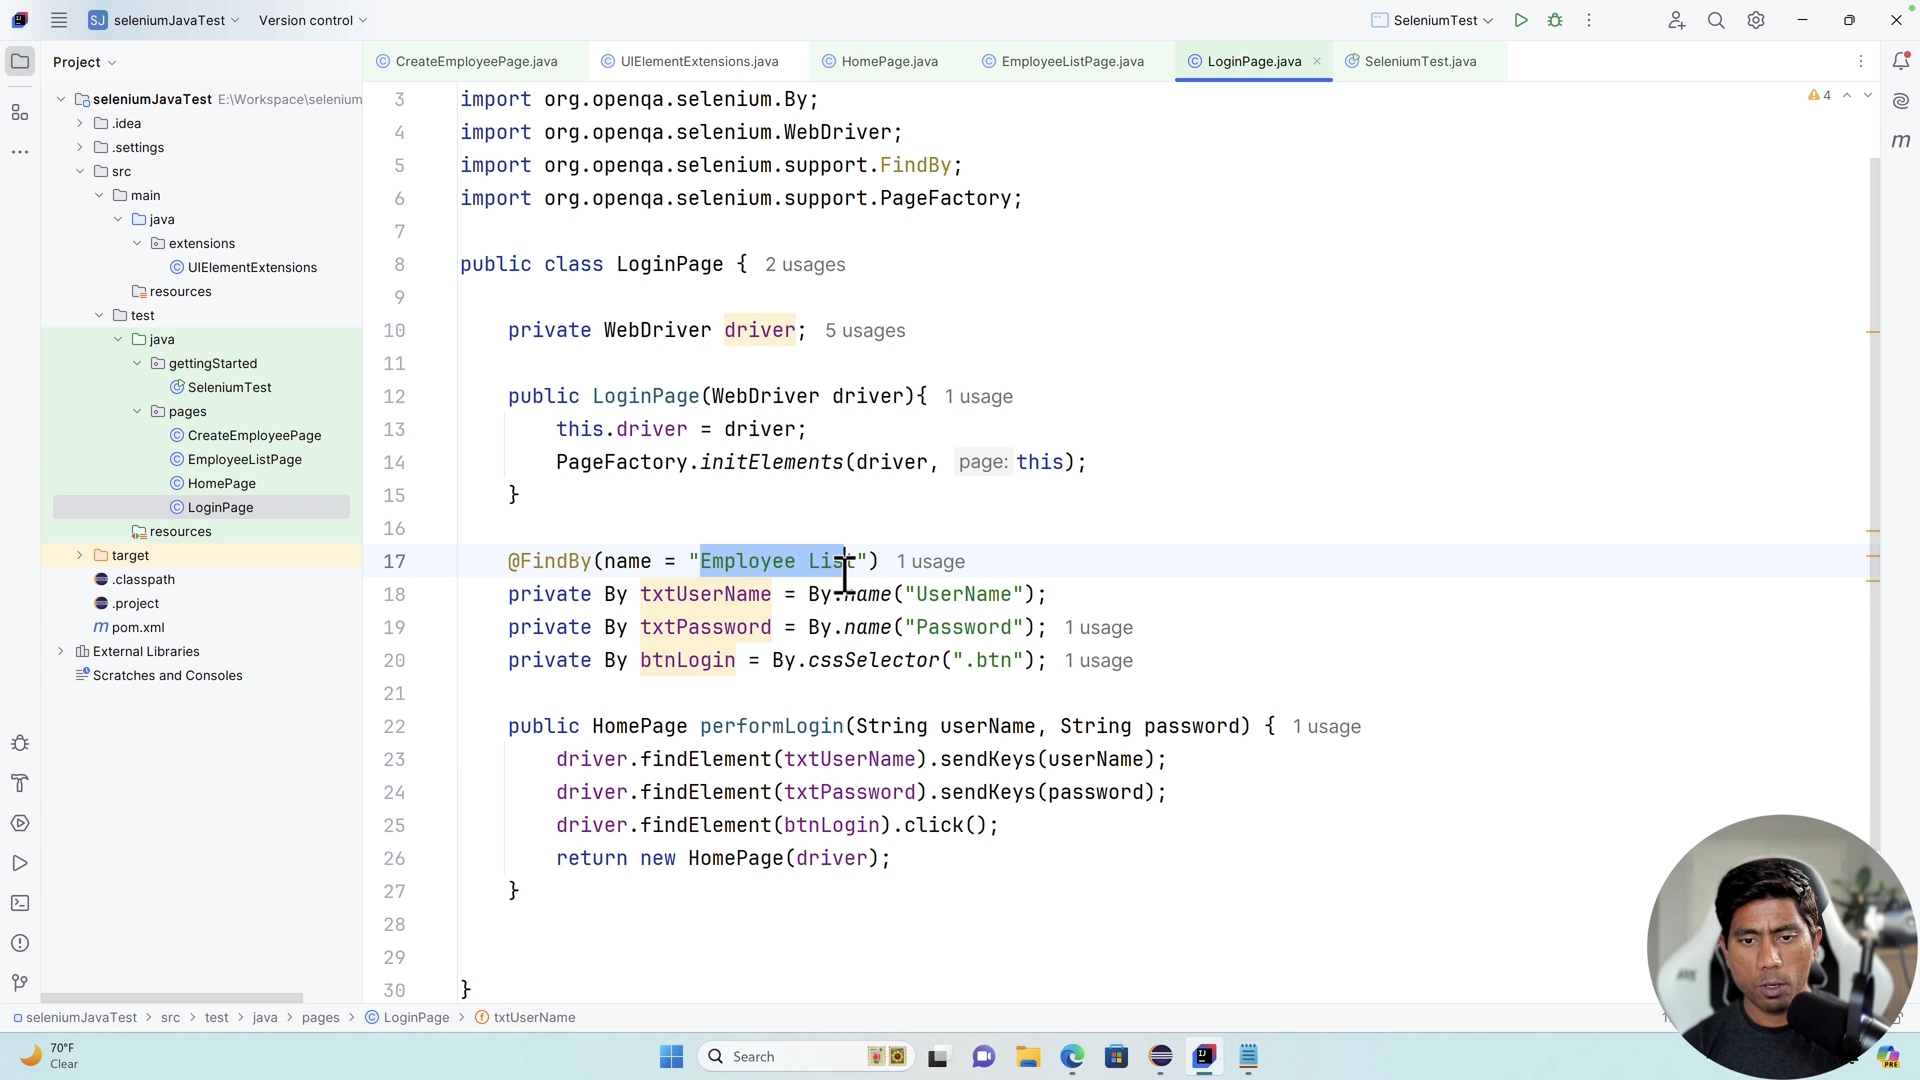 SJ seleniumJavaTest Version control SeleniumTest
Project
CreateEmployeePage.java UIElementExtensions.java HomePage.java EmployeeListPage.java LoginPage.java SeleniumTest.java
seleniumJavaTest E:\Workspace\selenium
.idea
.settings
src
main
java
extensions
UIElementExtensions
resources
test
java
gettingStarted
SeleniumTest
pages
CreateEmployeePage
EmployeeListPage
HomePage
LoginPage
resources
target
.classpath
.project
m pom.xml
External Libraries
Scratches and Consoles
4
m
3 import org.openqa.selenium.By;
4 import org.openqa.selenium.WebDriver;
5 import org.openqa.selenium.support.FindBy;
6 import org.openqa.selenium.support.PageFactory;
7
8 public class LoginPage { 2 usages
9
10 private WebDriver driver; 5 usages
11
12 public LoginPage(WebDriver driver){ 1 usage
13 this.driver = driver;
14 PageFactory.initElements(driver, page: this);
15 }
16
17 @FindBy(name = "Employee List") 1 usage
18 private By txtUserName = By.name("UserName");
19 private By txtPassword = By.name("Password"); 1 usage
20 private By btnLogin = By.cssSelector(".btn"); 1 usage
21
22 public HomePage performLogin(String userName, String password) { 1 usage
23 driver.findElement(txtUserName).sendKeys(userName);
24 driver.findElement(txtPassword).sendKeys(password);
25 driver.findElement(btnLogin).click();
26 return new HomePage(driver);
27 }
28
29
30 }
seleniumJavaTest > src > test > java > pages > LoginPage > txtUserName
70°F
Clear
Search
PRE